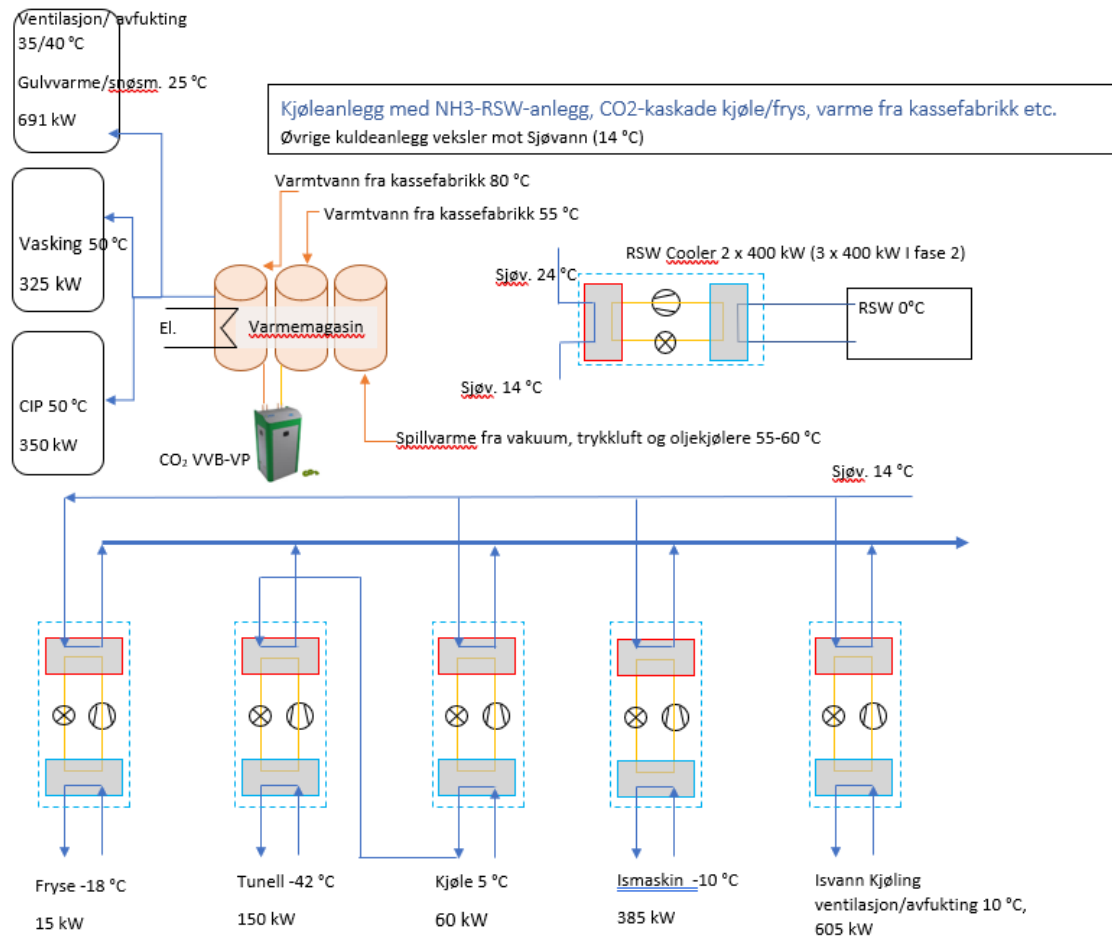 Ventilasjon/ avfukting
35/40 °C
Gulvvarme/snøsm. 25 °C
691 kW
Kjøleanlegg med NH3-RSW-anlegg, CO2-kaskade kjøle/frys, varme fra kassefabrikk etc.
Øvrige kuldeanlegg veksler mot Sjøvann (14 °C)
Varmtvann fra kassefabrikk 80 °C
Varmtvann fra kassefabrikk 55 °C
Vasking 50 °C
325 kW
RSW Cooler 2 x 400 kW (3 x 400 kW I fase 2)
Sjøv. 24 °C
RSW 0°C
El.
Varmemagasin
Sjøv. 14 °C
CIP 50 °C
350 kW
Spillvarme fra vakuum, trykkluft og oljekjølere 55-60 °C
CO₂ VVB-VP
Sjøv. 14 °C
Fryse -18 °C
15 kW
Tunell -42 °C
150 kW
Kjøle 5 °C
60 kW
Ismaskin -10 °C
385 kW
Isvann Kjøling
ventilasjon/avfukting 10 °C,
605 kW